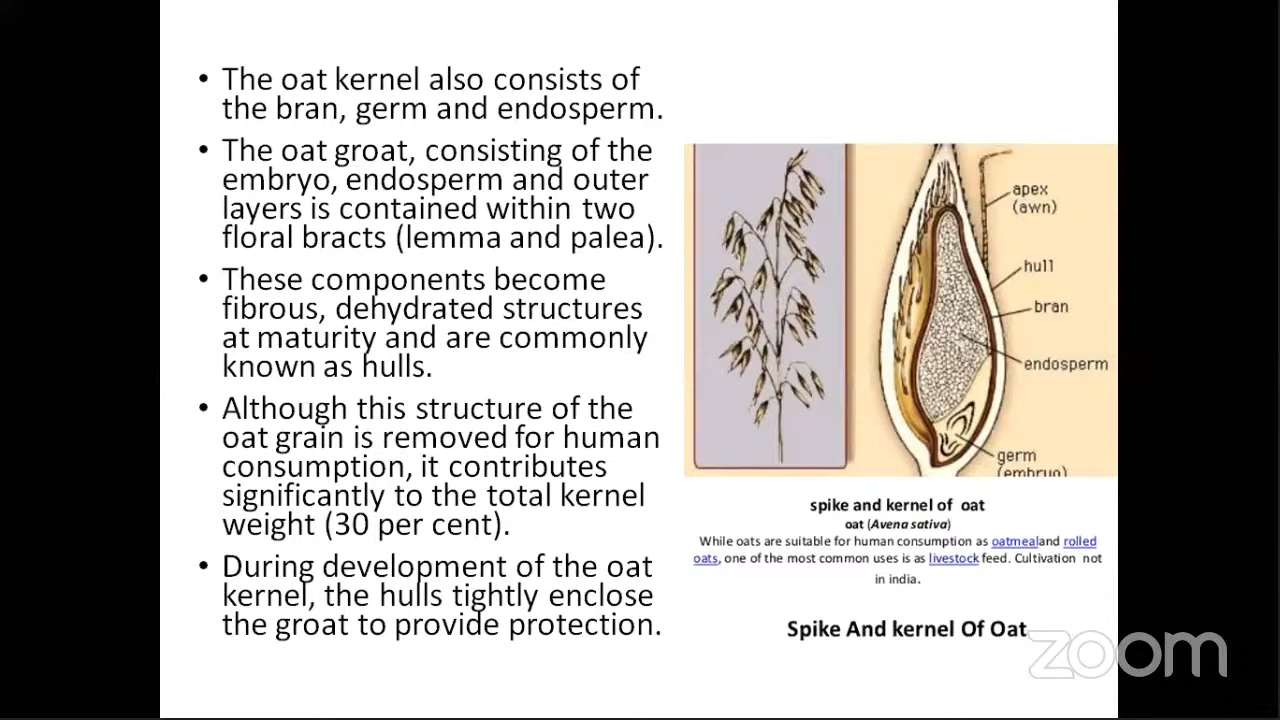 • The oat kernel also consists of
the bran, germ and endosperm.
• The oat groat, consisting of the
embryo, endosperm and outer
layers is contained within two
floral bracts (lemma and palea).
• These components become
fibrous, dehydrated structures
at maturity and are commonly
known as hulls.
• Although this structure of the
oat grain is removed for human
consumption, it contributes
significantly to the total kernel
weight (30 per cent).
• During development of the oat
kernel, the hulls tightly enclose
the groat to provide protection.
apex
(awn)
hull
bran
endosperm
germ
(embryo)
spike and kernel of oat
oat (Avena sativa)
While oats are suitable for human consumption as oatmealand rolled
oats, one of the most common uses is as livestock feed. Cultivation not
in india.
Spike And kernel Of Oat
zoom